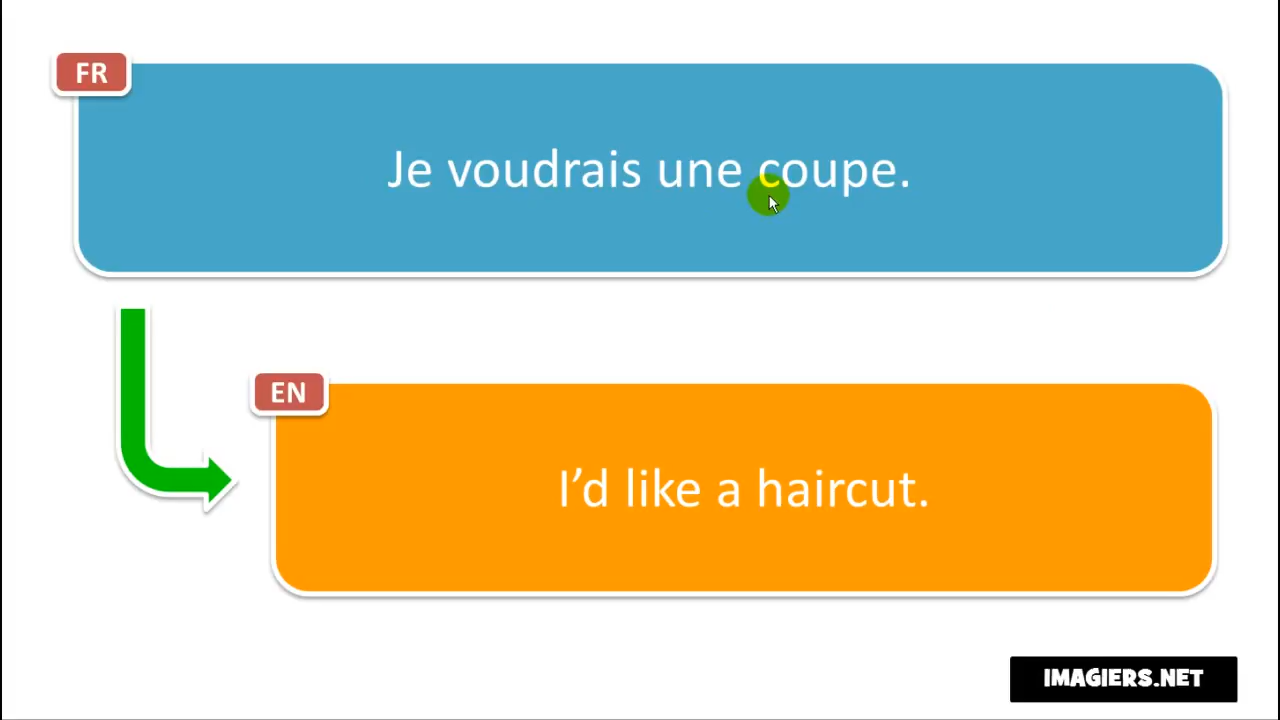 FR
Je voudrais une coupe.
EN
I’d like a haircut.
IMAGIERS.NET